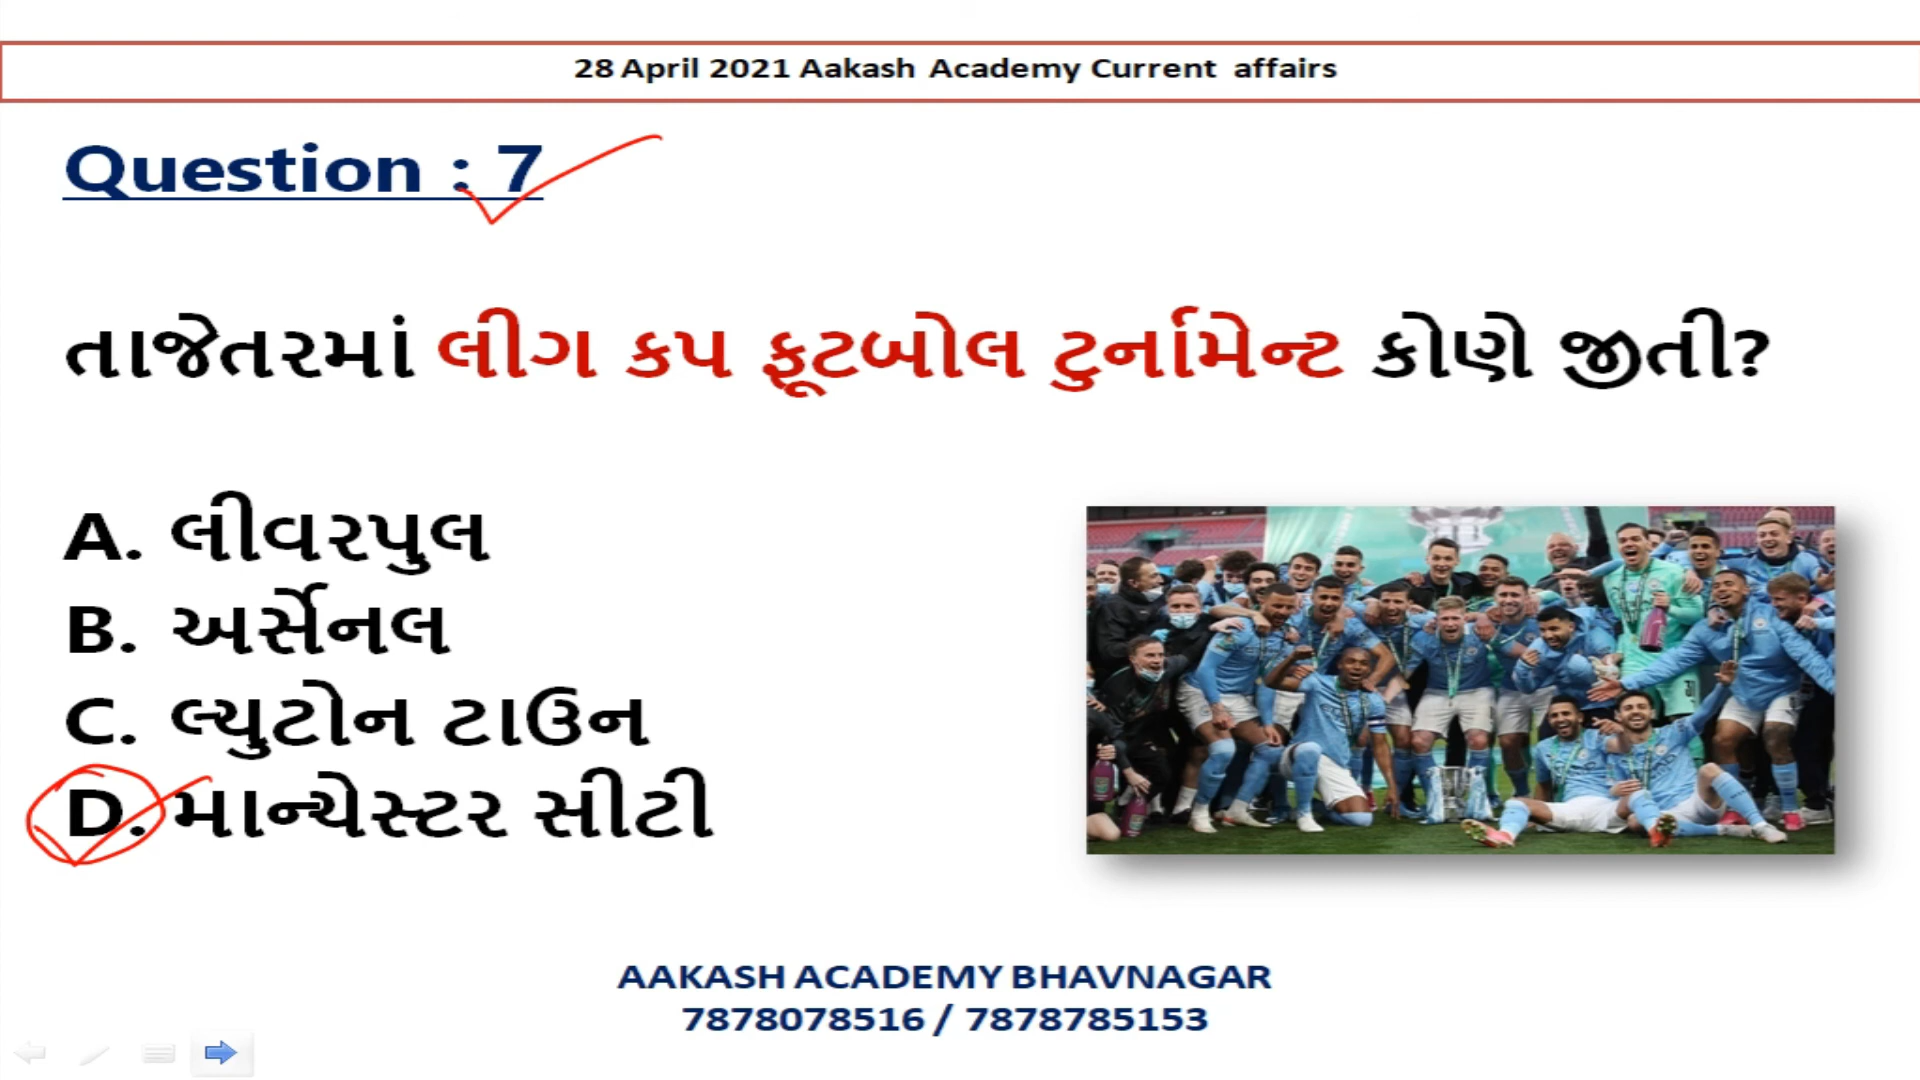 28 April 2021 Aakash Academy Current affairs
Question : 7
તાજેતરમાં લીગ કપ ફૂટબોલ ટુર્નામેન્ટ કોણે જીતી?
A. લીવરપુલ
B. અર્સેનલ
C. લ્યુટોન ટાઉન
D. માન્ચેસ્ટર સીટી
AAKASH ACADEMY BHAVNAGAR
7878078516 / 7878785153